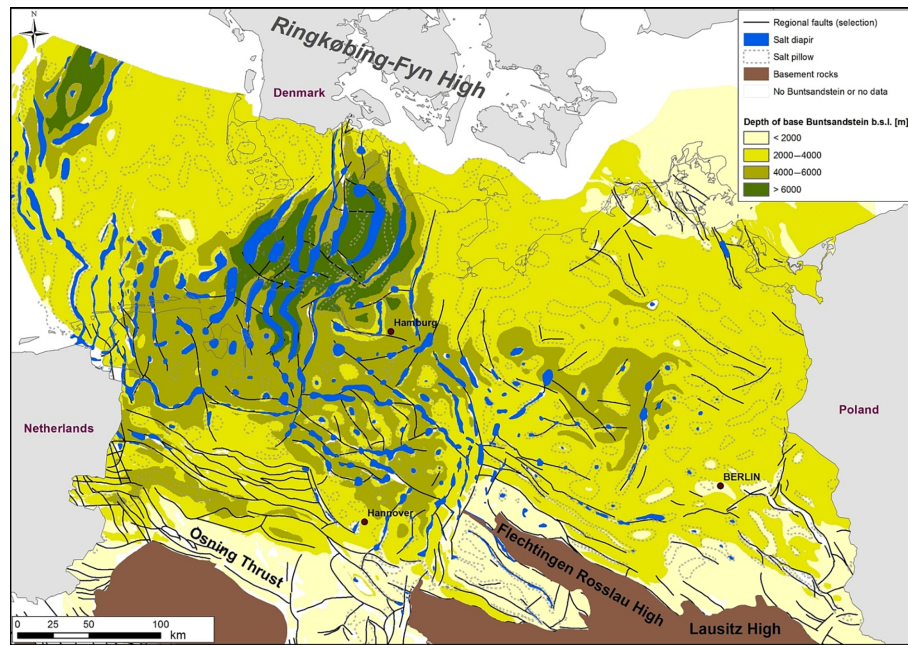 N
Ringkøbing-Fyn High
Denmark
Regional faults (selection)
Salt diapir
Salt pillow
Basement rocks
No Buntsandstein or no data
Depth of base Buntsandstein b.s.l. [m]
< 2000
2000—4000
4000—6000
> 6000
Hamburg
Netherlands
Poland
BERLIN
Hannover
Osning Thrust
Flechtingen Rosslau High
Lausitz High
0 25 50 100
km